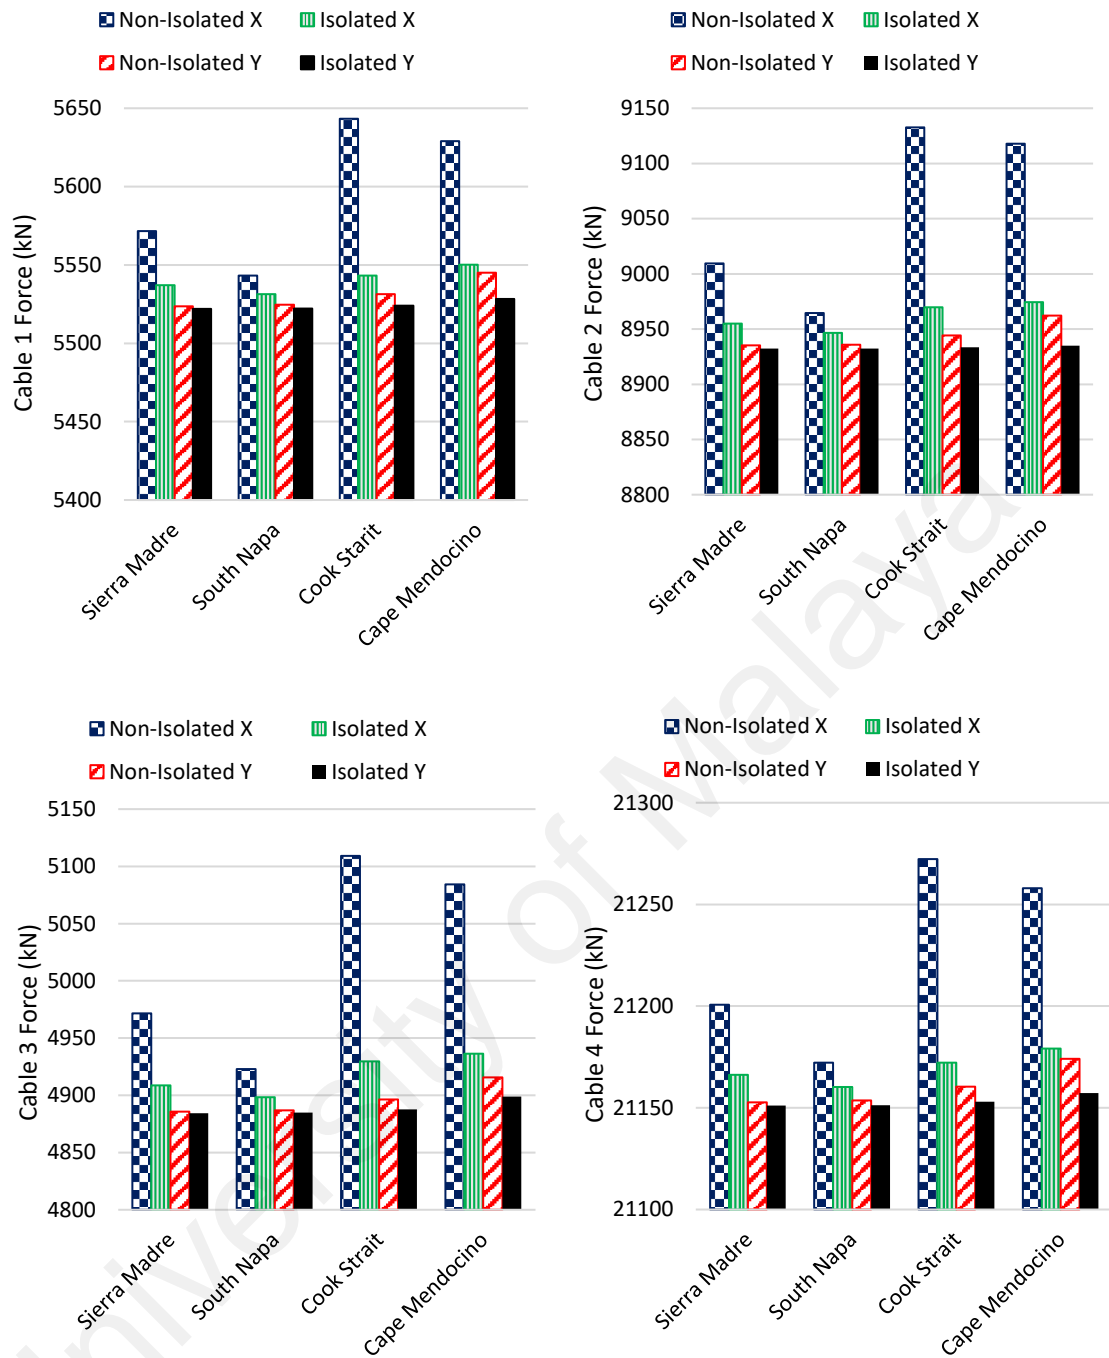 Non-Isolated X Isolated X
Non-Isolated Y Isolated Y
5650
5600
5550
5500
5450
5400
Cable 1 Force (kN)
Sierra Madre
South Napa
Cook Starit
Cape Mendocino
Non-Isolated X Isolated X
Non-Isolated Y Isolated Y
9150
9100
9050
9000
8950
8900
8850
8800
Cable 2 Force (kN)
Sierra Madre
South Napa
Cook Strait
Cape Mendocino
Non-Isolated X Isolated X
Non-Isolated Y Isolated Y
5150
5100
5050
5000
4950
4900
4850
4800
Cable 3 Force (kN)
Sierra Madre
South Napa
Cook Strait
Cape Mendocino
Non-Isolated X Isolated X
Non-Isolated Y Isolated Y
21300
21250
21200
21150
21100
Cable 4 Force (kN)
Sierra Madre
South Napa
Cook Strait
Cape Mendocino
University of Malaya